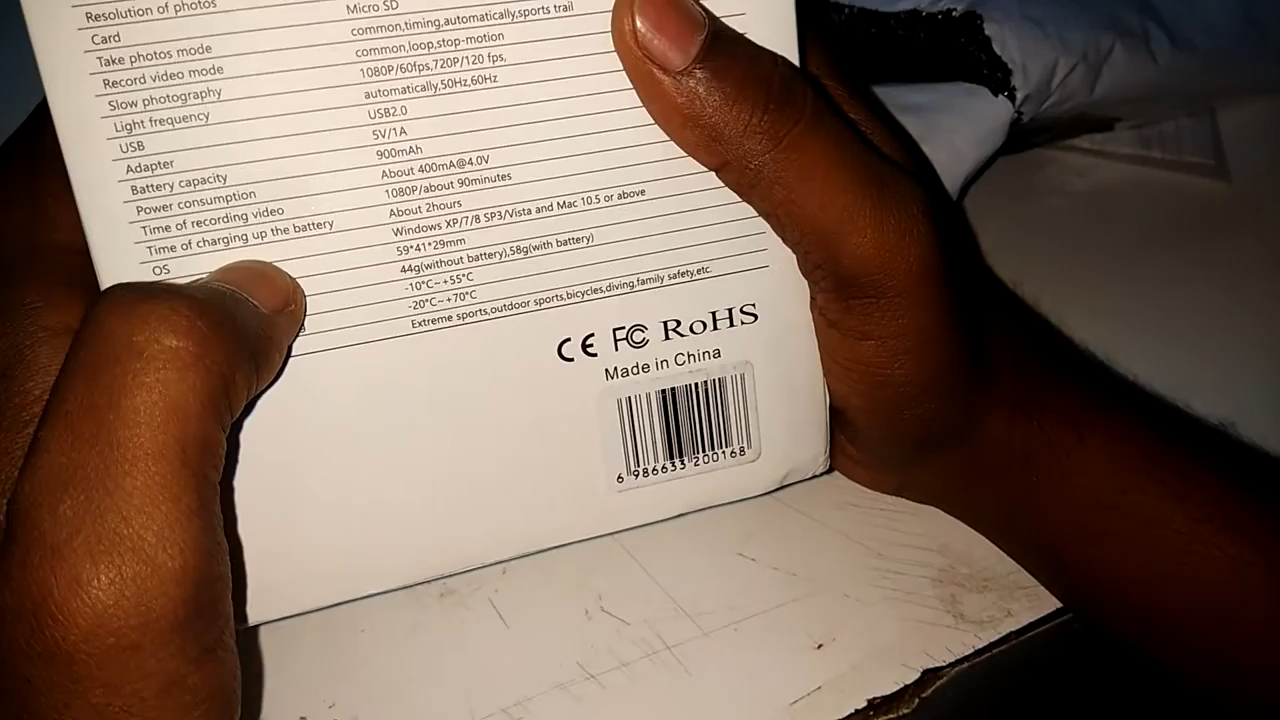 Resolution of photos
Card Micro SD
Take photos mode common,timing,automatically,sports trail
Record video mode common,loop,stop-motion
Slow photography 1080P/60fps,720P/120 fps,
Light frequency automatically,50Hz,60Hz
USB USB2.0
Adapter 5V/1A
Battery capacity 900mAh
Power consumption About 400mA@4.0V
Time of recording video 1080P/about 90minutes
Time of charging up the battery About 2hours
OS Windows XP/7/8 SP3/Vista and Mac 10.5 or above
59*41*29mm
44g(without battery),58g(with battery)
-10°C~+55°C
-20°C~+70°C
Extreme sports,outdoor sports,bicycles,diving,family safety,etc.
CE FC RoHS
Made in China
6 986633 200168